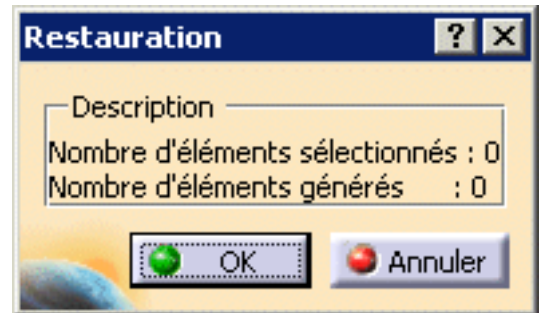 Restauration
Description
Nombre d'éléments sélectionnés : 0
Nombre d'éléments générés : 0
OK Annuler